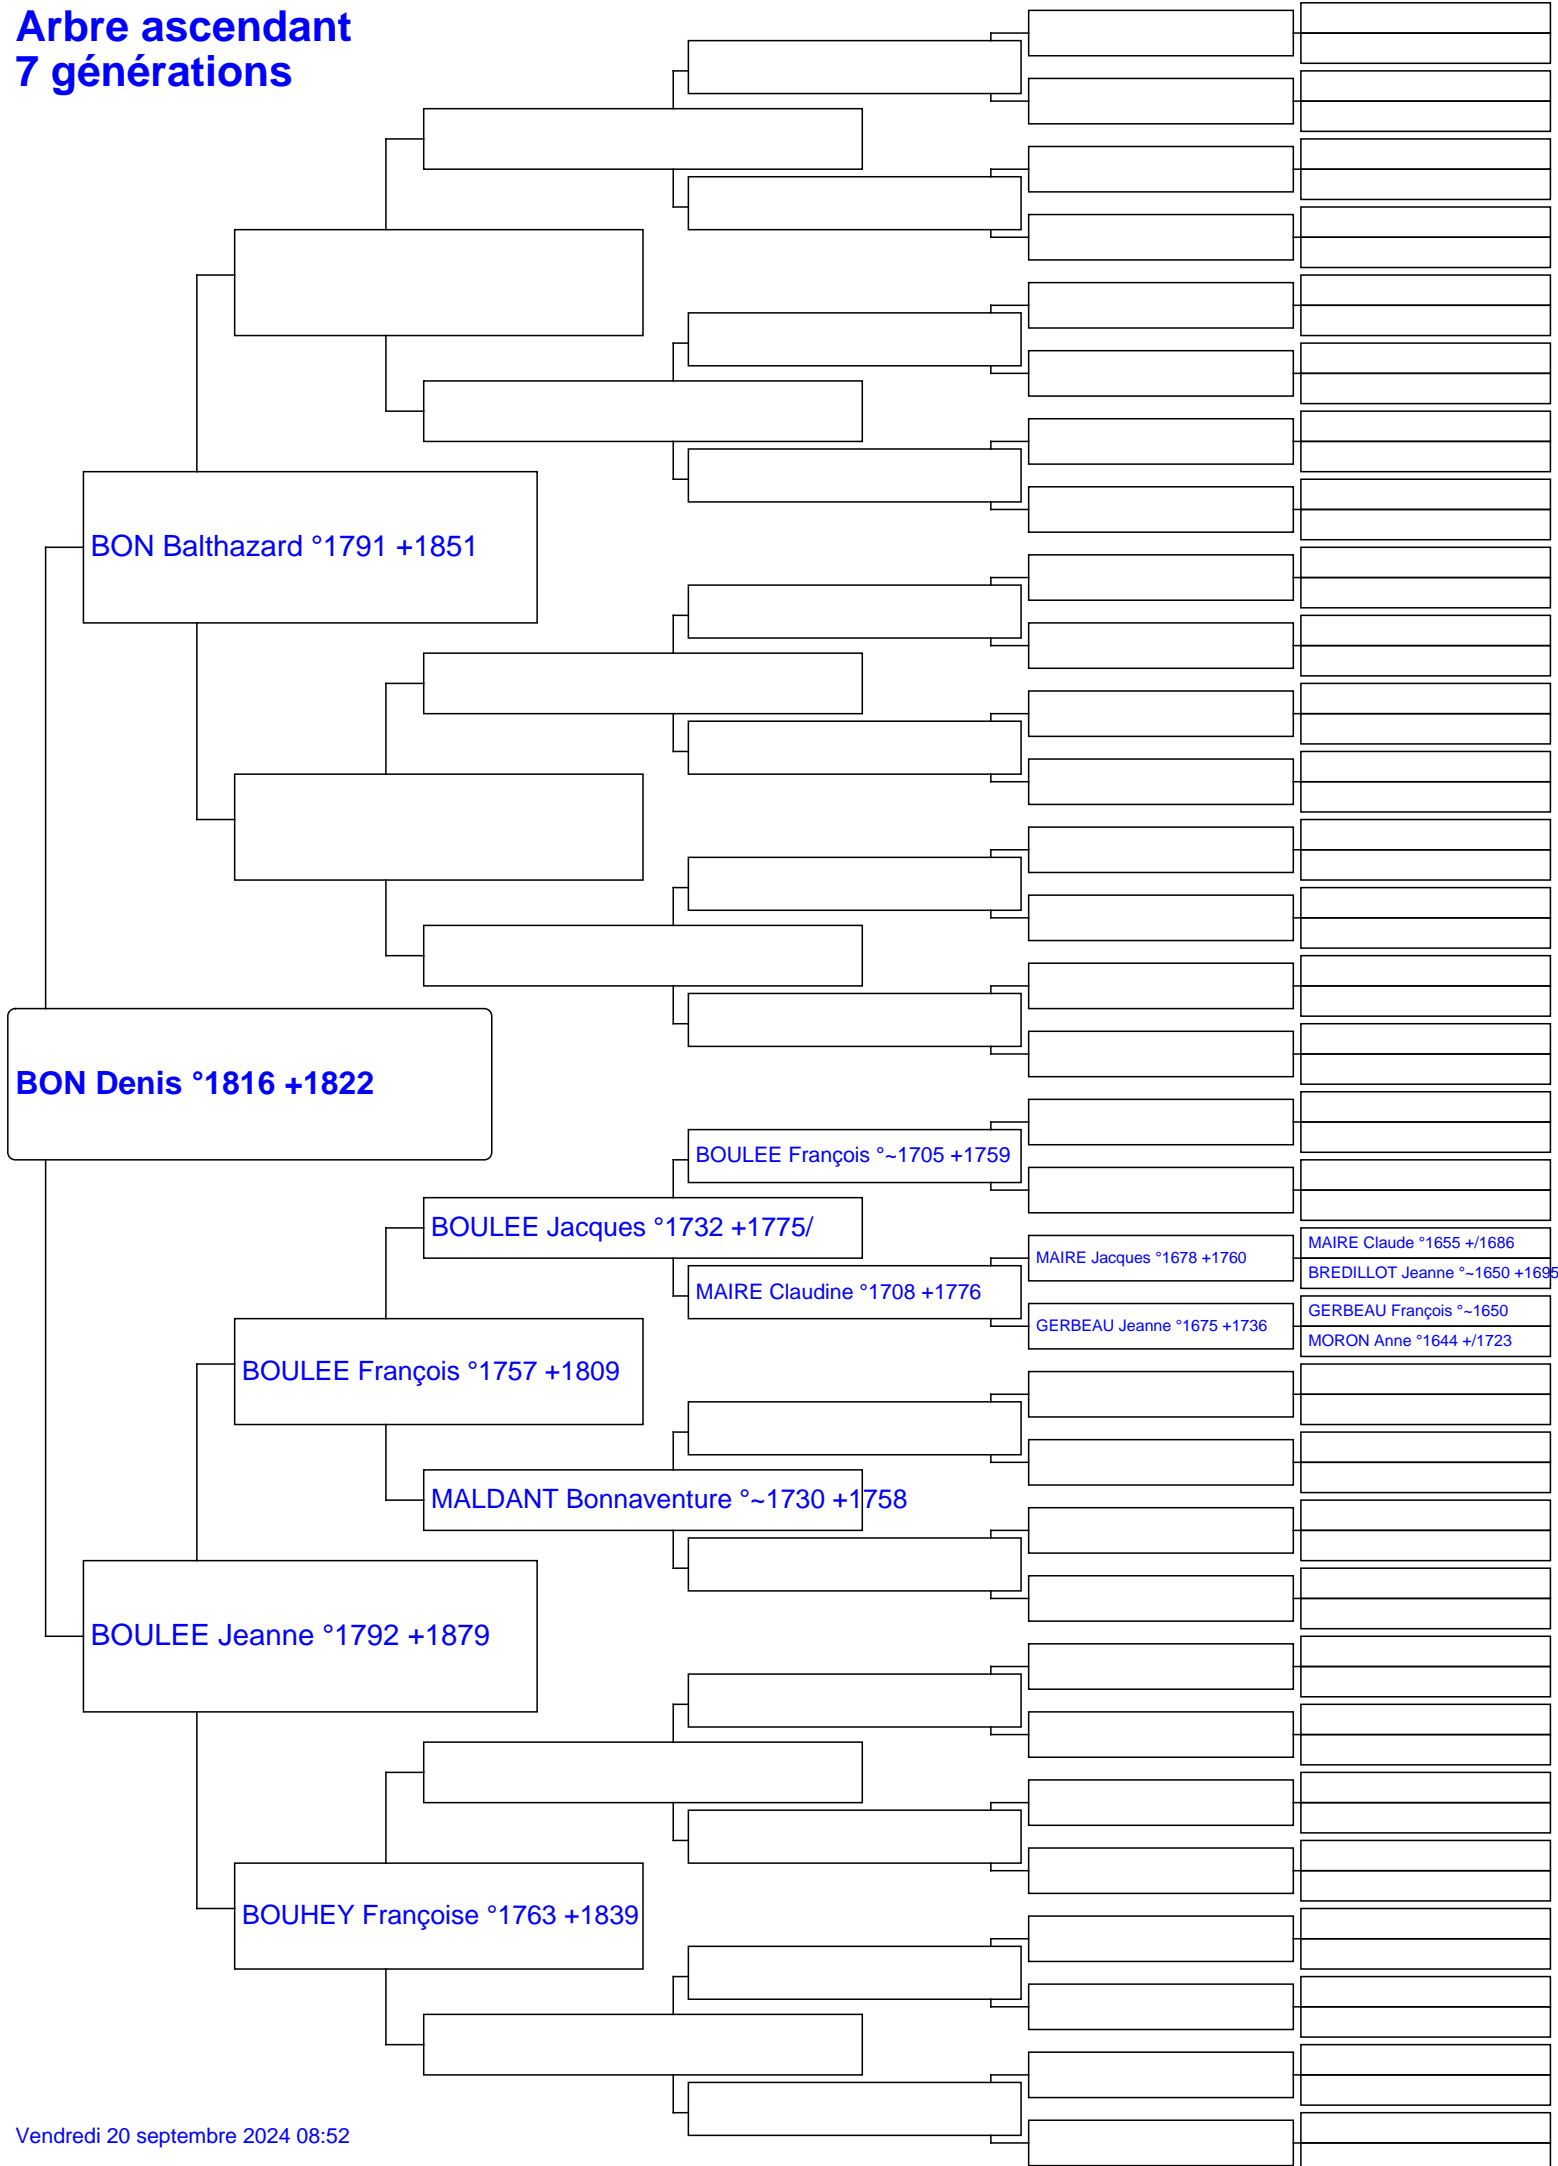 Arbre ascendant
7 générations
BON Balthazard °1791 +1851
BON Denis °1816 +1822
BOULEE François °~1705 +1759
BOULEE Jacques °1732 +1775/
MAIRE Claude °1655 +/1686
MAIRE Jacques °1678 +1760
BREDILLOT Jeanne °~1650 +1695
MAIRE Claudine °1708 +1776
GERBEAU François °~1650
GERBEAU Jeanne °1675 +1736
MORON Anne °1644 +/1723
BOULEE François °1757 +1809
MALDANT Bonnaventure °~1730 +1758
BOULEE Jeanne °1792 +1879
BOUHEY Françoise °1763 +1839
Vendredi 20 septembre 2024 08:52